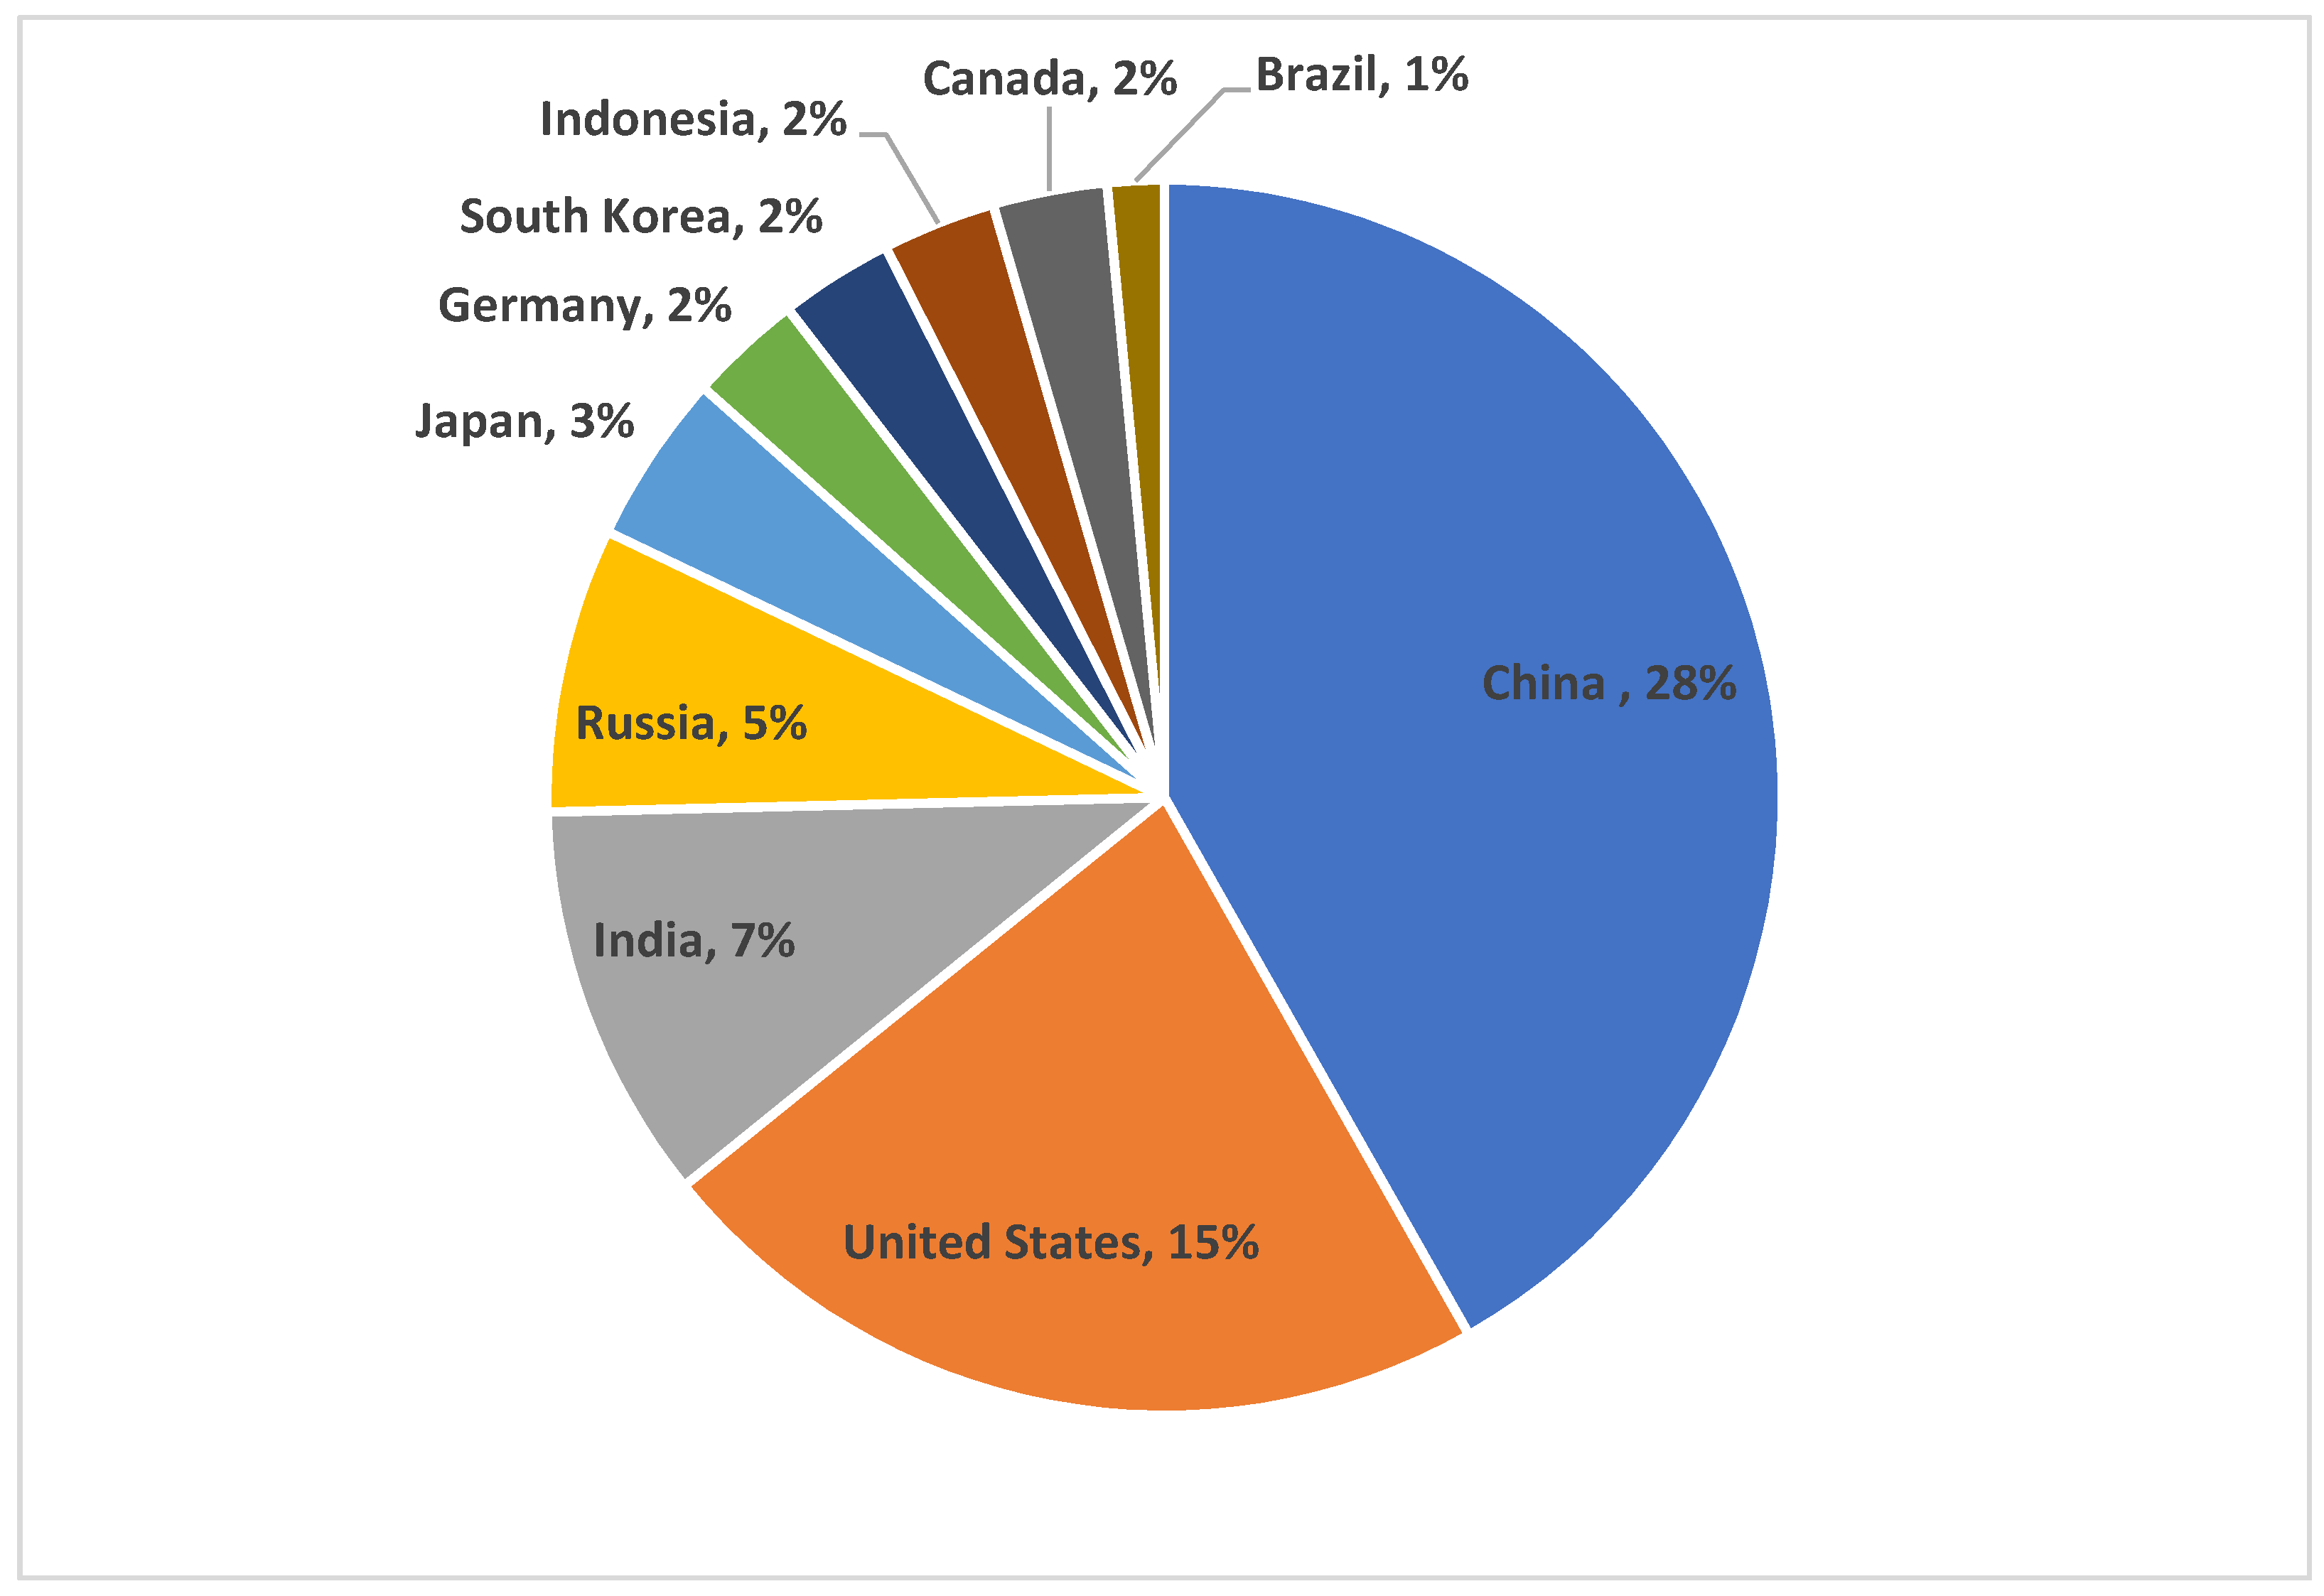 Canada, 2%
Brazil, 1%
Indonesia, 2%
South Korea, 2%
Germany, 2%
Japan, 3%
China , 28%
Russia, 5%
India, 7%
United States, 15%